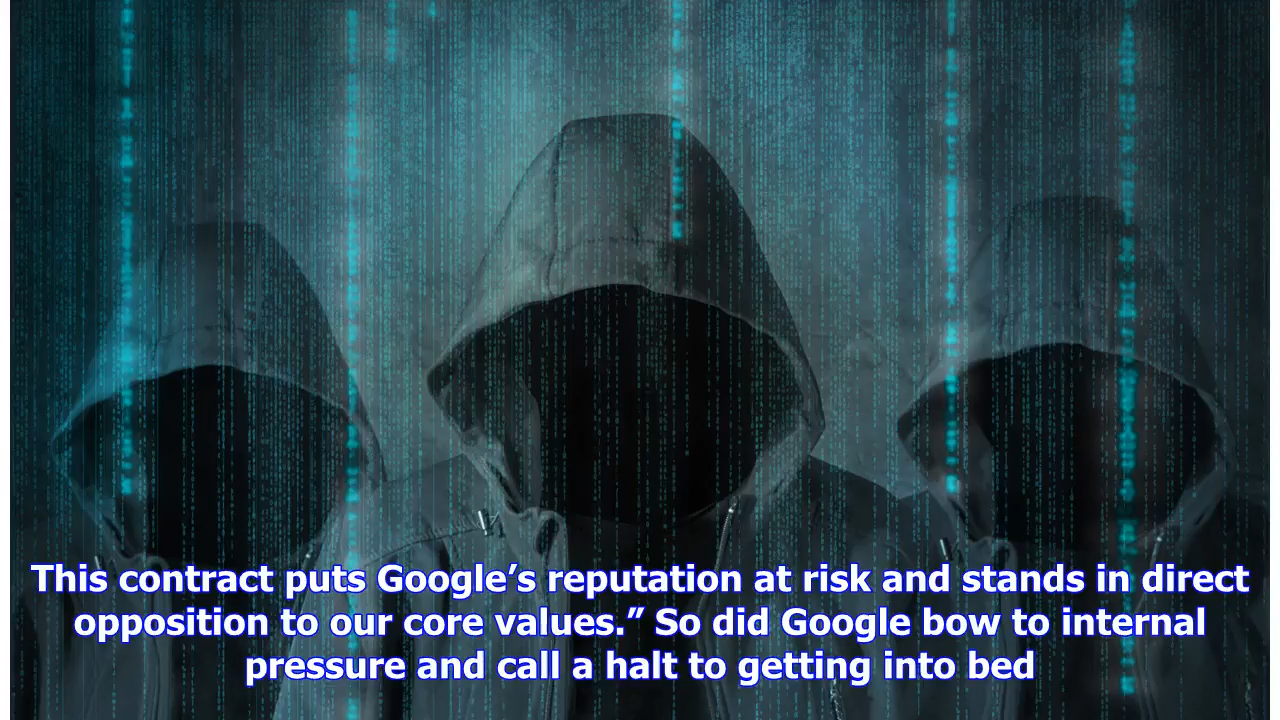 This contract puts Google’s reputation at risk and stands in direct
opposition to our core values.” So did Google bow to internal
pressure and call a halt to getting into bed